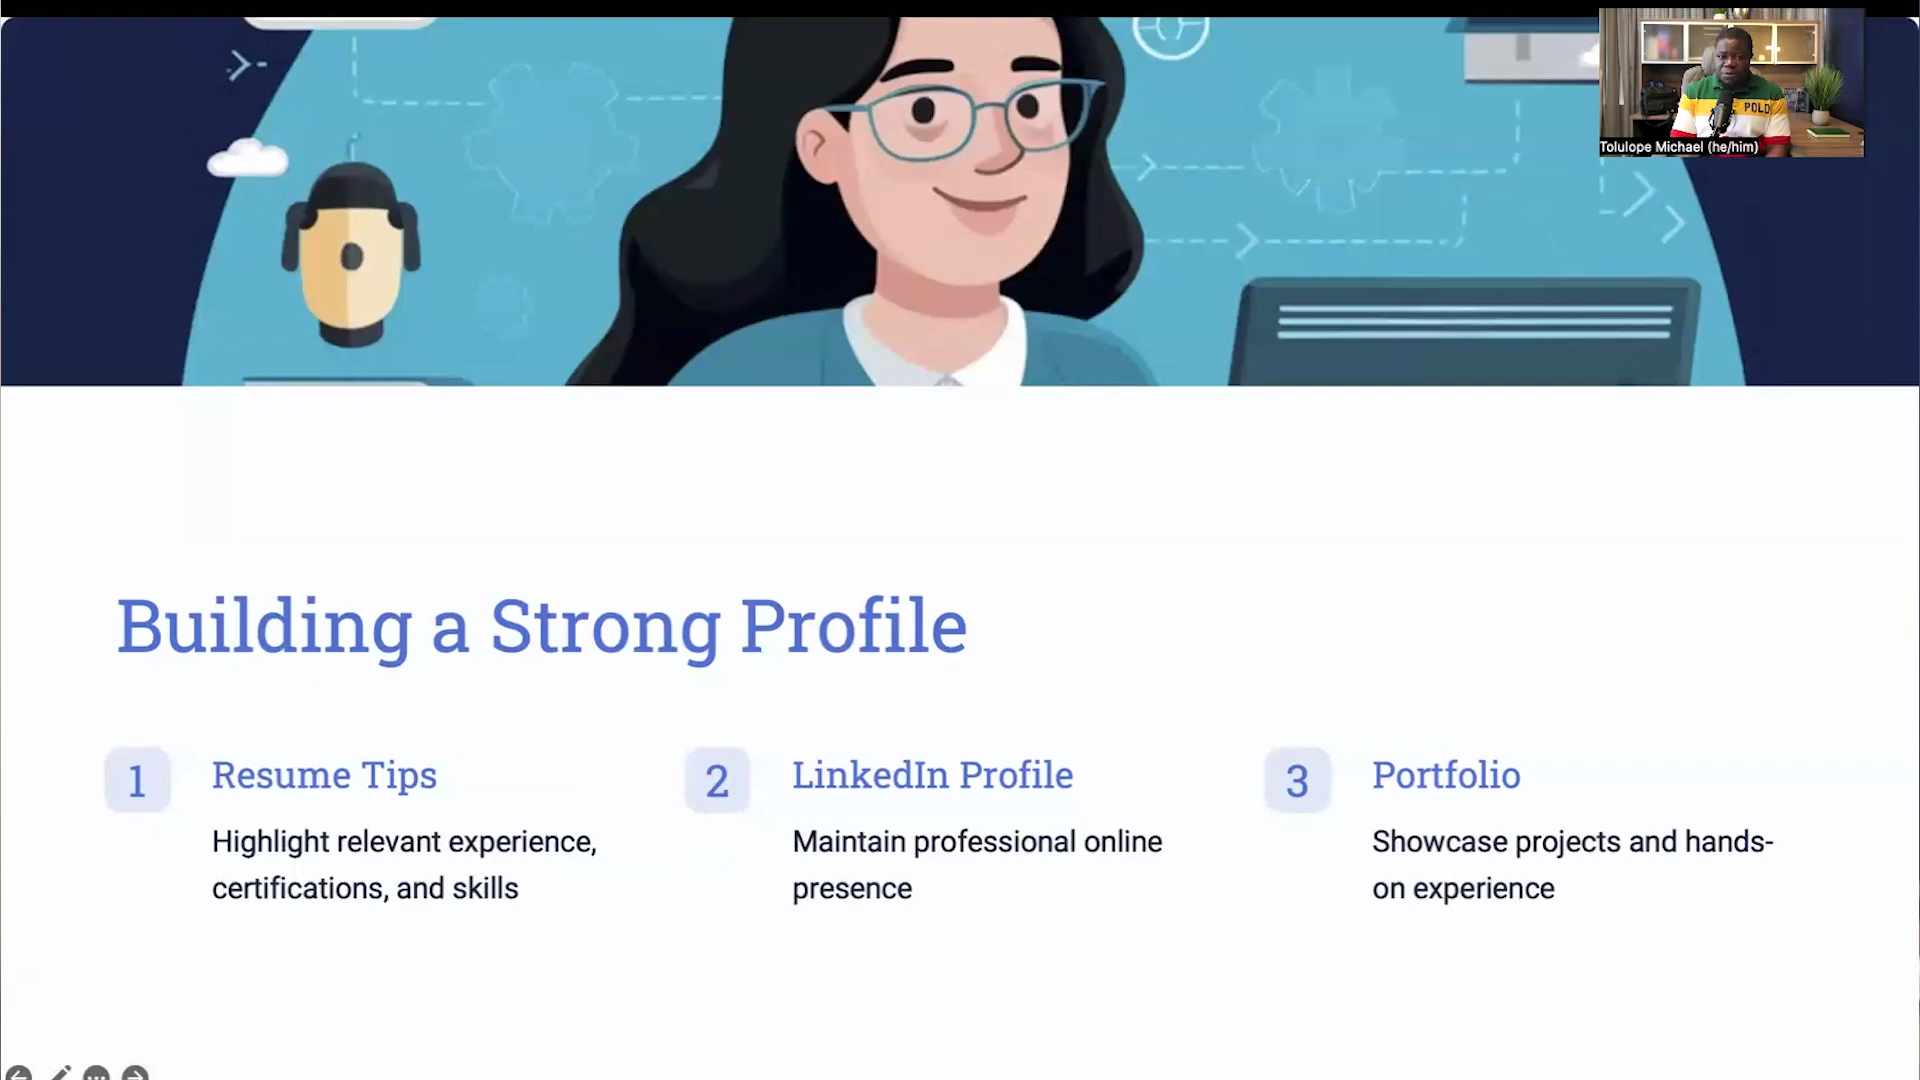 POLO
Tolulope Michael (he/him)
Building a Strong Profile
1
Resume Tips
Highlight relevant experience,
certifications, and skills
2
LinkedIn Profile
Maintain professional online
presence
3
Portfolio
Showcase projects and hands-
on experience